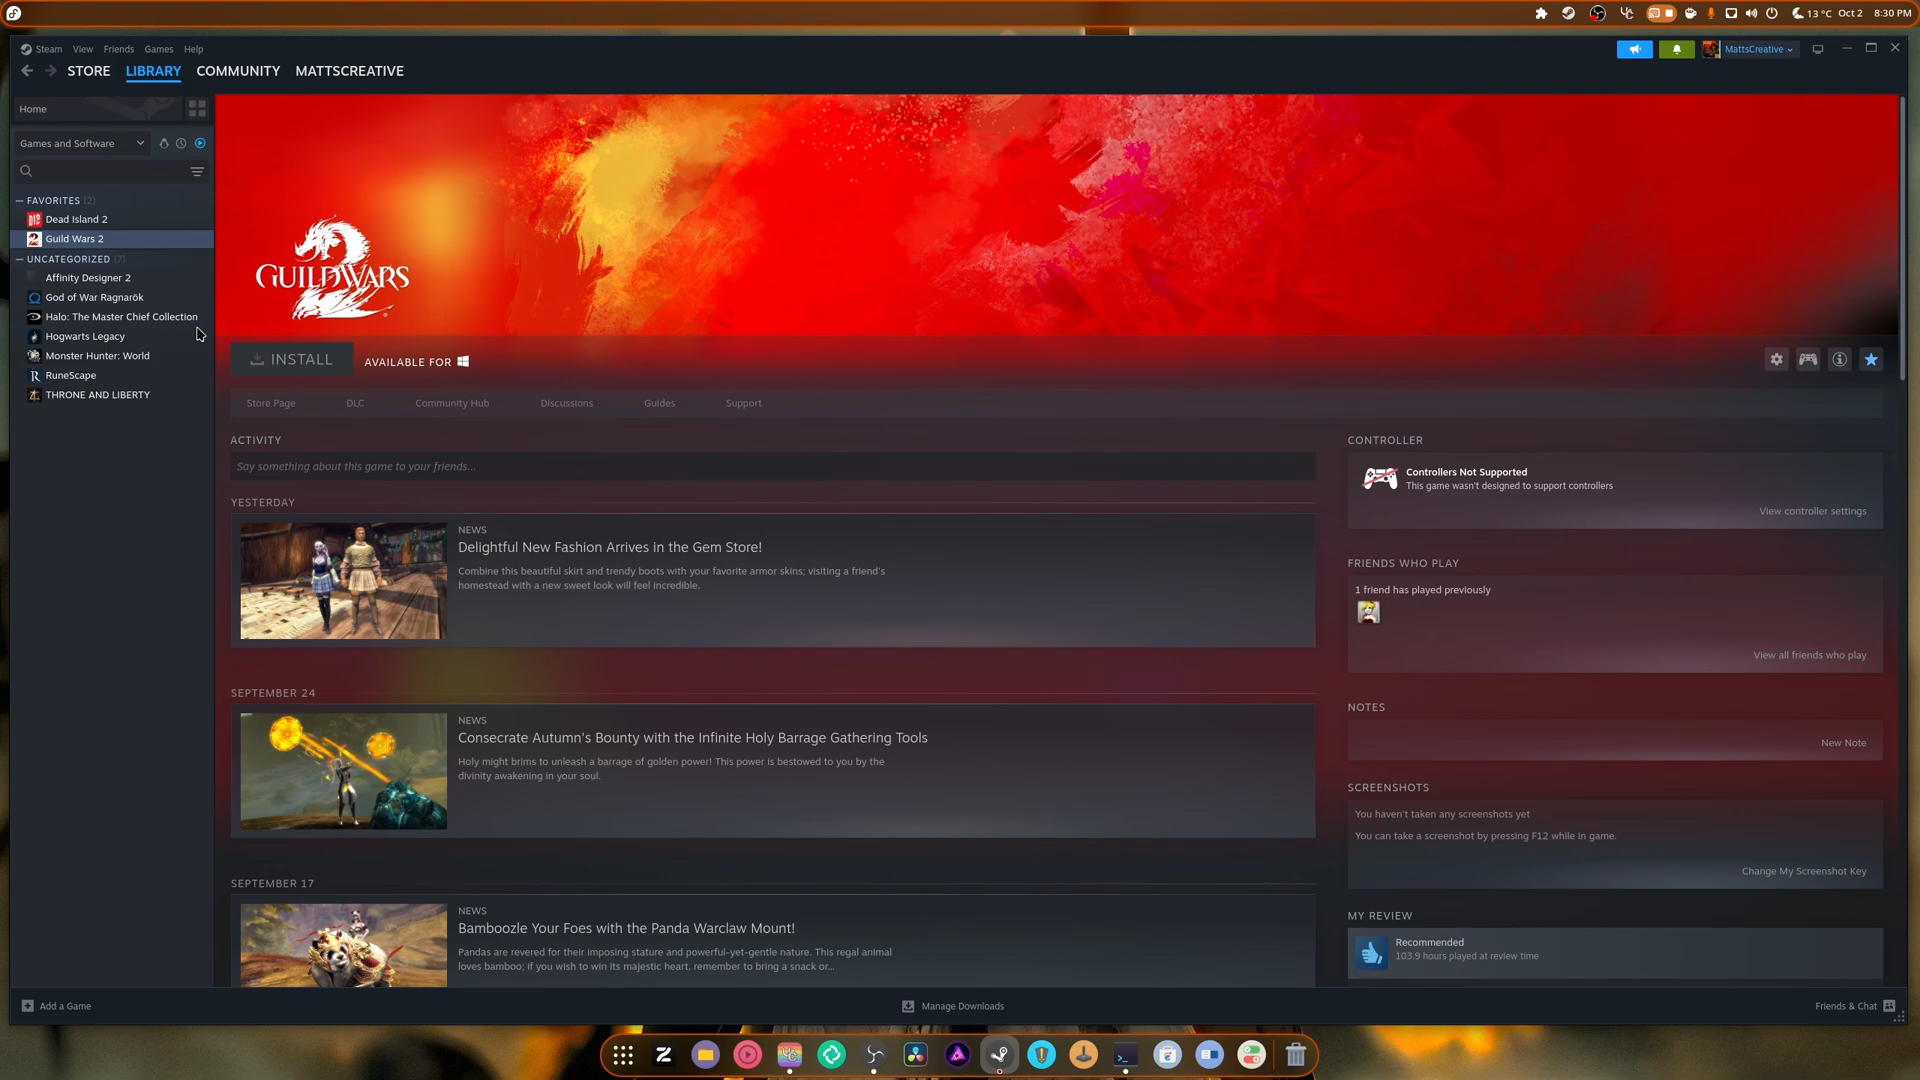 13 °C Oct 2 8:30 PM
Steam View Friends Games Help
MattsCreative
STORE LIBRARY COMMUNITY MATTSCREATIVE
Home
Games and Software
FAVORITES (2)
Dead Island 2
Guild Wars 2
UNCATEGORIZED (7)
Affinity Designer 2
God of War Ragnarök
Halo: The Master Chief Collection
Hogwarts Legacy
Monster Hunter: World
RuneScape
THRONE AND LIBERTY
GUILD WARS 2
INSTALL
AVAILABLE FOR
Store Page DLC Community Hub Discussions Guides Support
ACTIVITY
Say something about this game to your friends...
YESTERDAY
NEWS
Delightful New Fashion Arrives in the Gem Store!
Combine this beautiful skirt and trendy boots with your favorite armor skins; visiting a friend's
homestead with a new sweet look will feel incredible.
SEPTEMBER 24
NEWS
Consecrate Autumn's Bounty with the Infinite Holy Barrage Gathering Tools
Holy might brims to unleash a barrage of golden power! This power is bestowed to you by the
divinity awakening in your soul.
SEPTEMBER 17
NEWS
Bamboozle Your Foes with the Panda Warclaw Mount!
Pandas are revered for their imposing stature and powerful-yet-gentle nature. This regal animal
loves bamboo; if you wish to win its majestic heart, remember to bring a snack or...
CONTROLLER
Controllers Not Supported
This game wasn't designed to support controllers
View controller settings
FRIENDS WHO PLAY
1 friend has played previously
View all friends who play
NOTES
New Note
SCREENSHOTS
You haven't taken any screenshots yet
You can take a screenshot by pressing F12 while in game.
Change My Screenshot Key
MY REVIEW
Recommended
103.9 hours played at review time
Add a Game
Manage Downloads
Friends & Chat